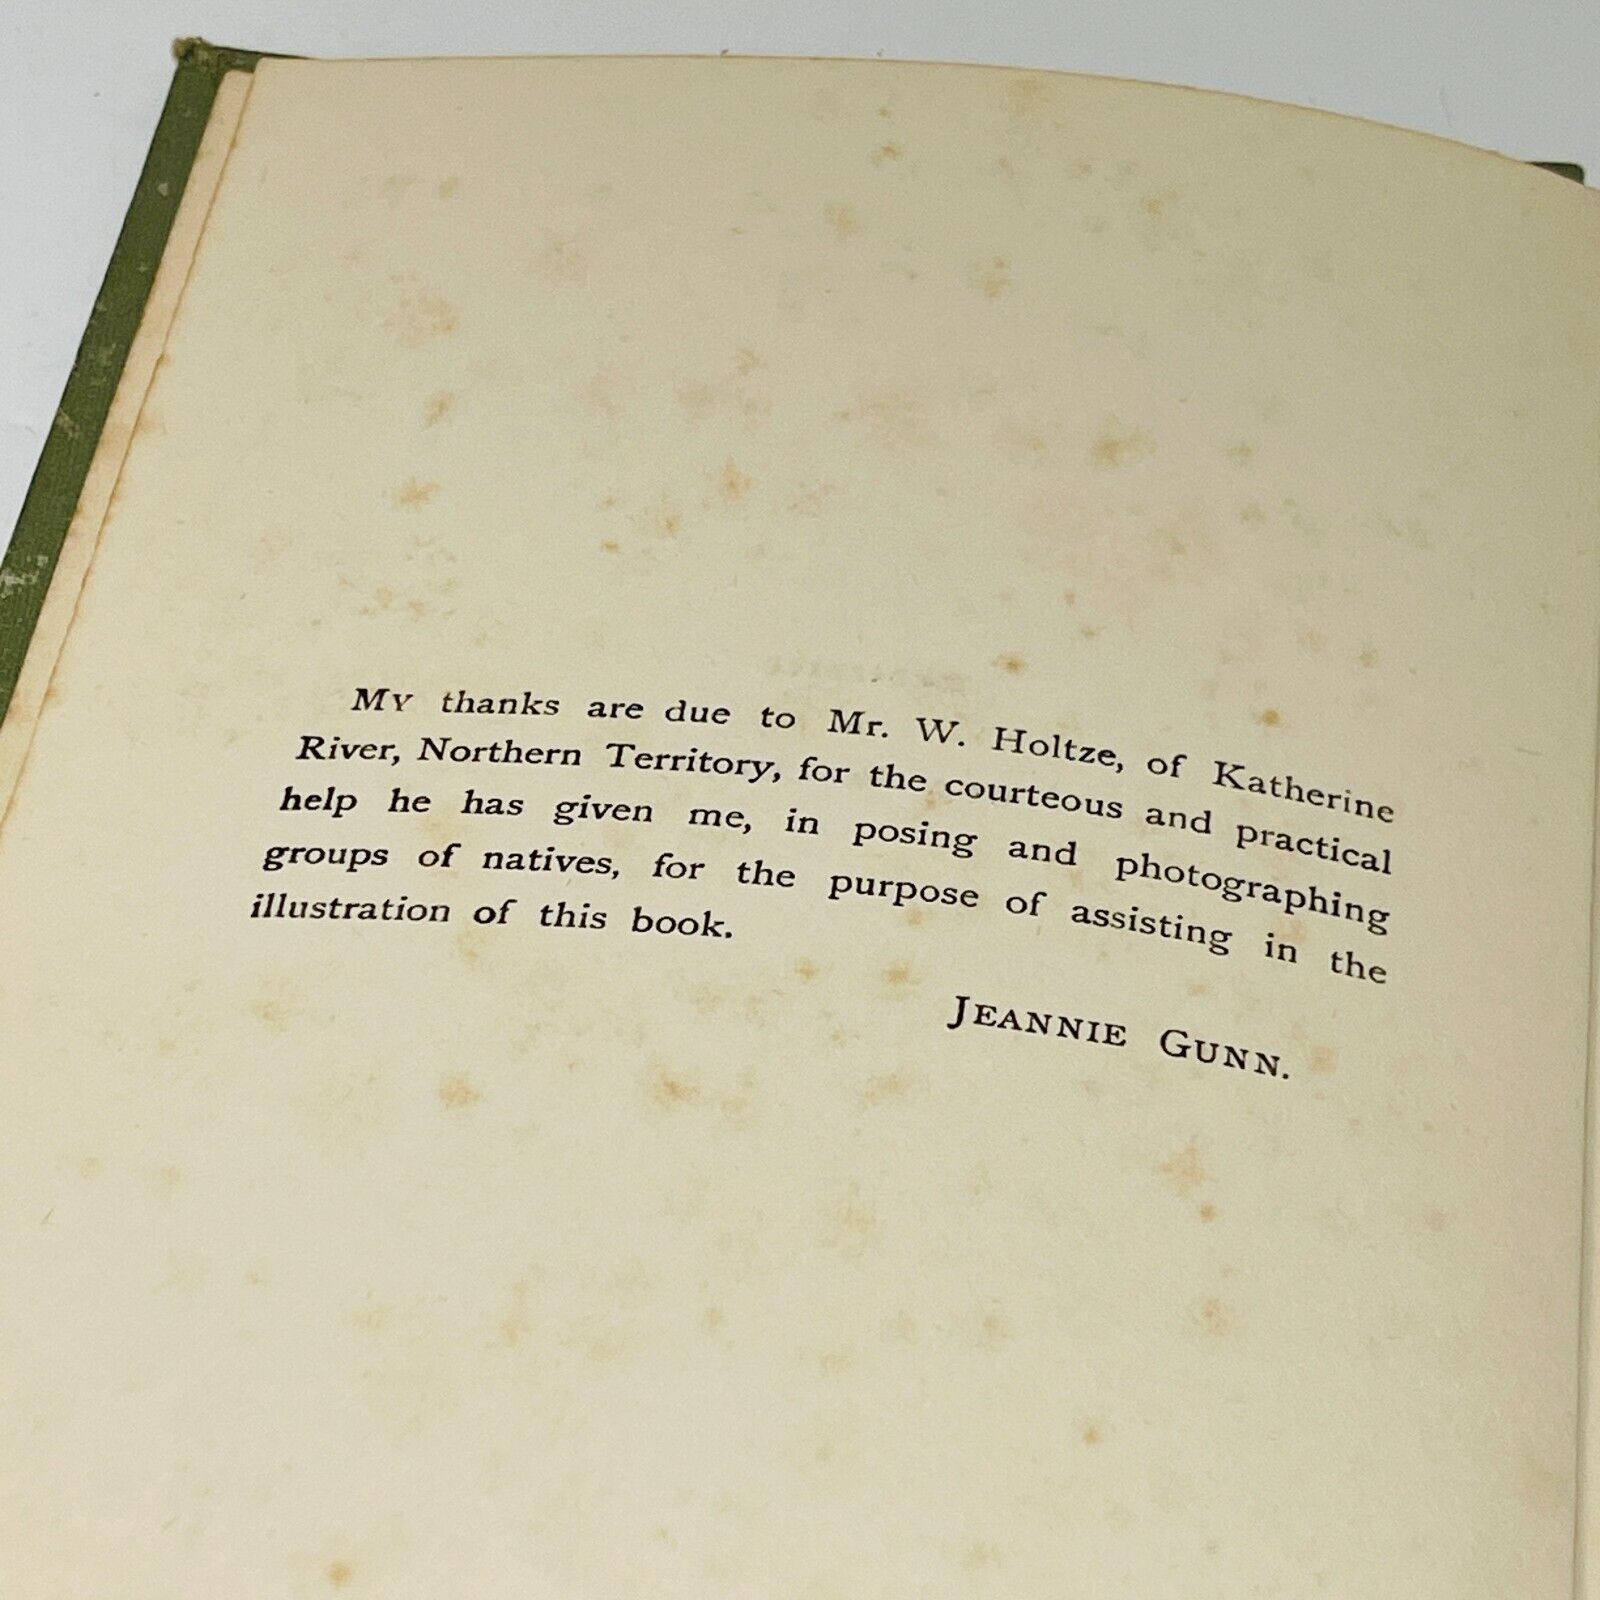 My thanks are due to Mr. W. Holtze, of Katherine
River, Northern Territory, for the courteous and practical
help he has given me, in posing and photographing
groups of natives, for the purpose of assisting in the
illustration of this book.
JEANNIE GUNN.